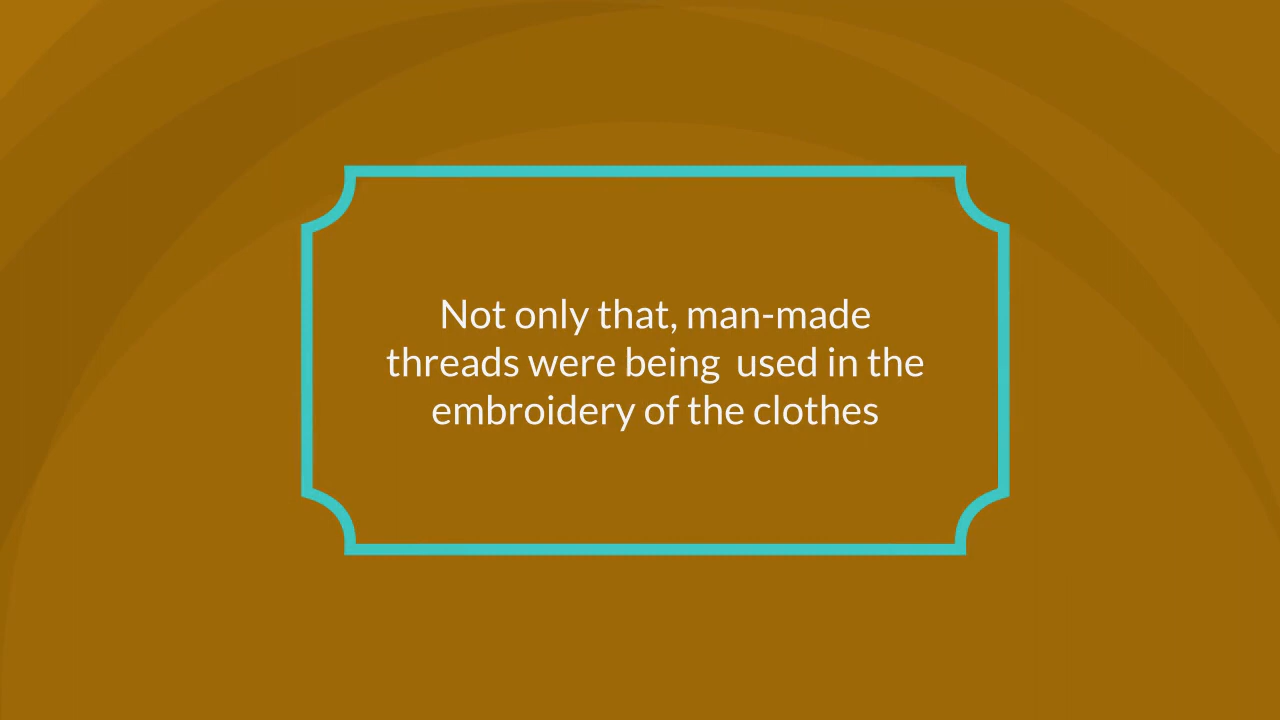 Not only that, man-made
threads were being  used in the
embroidery of the clothes